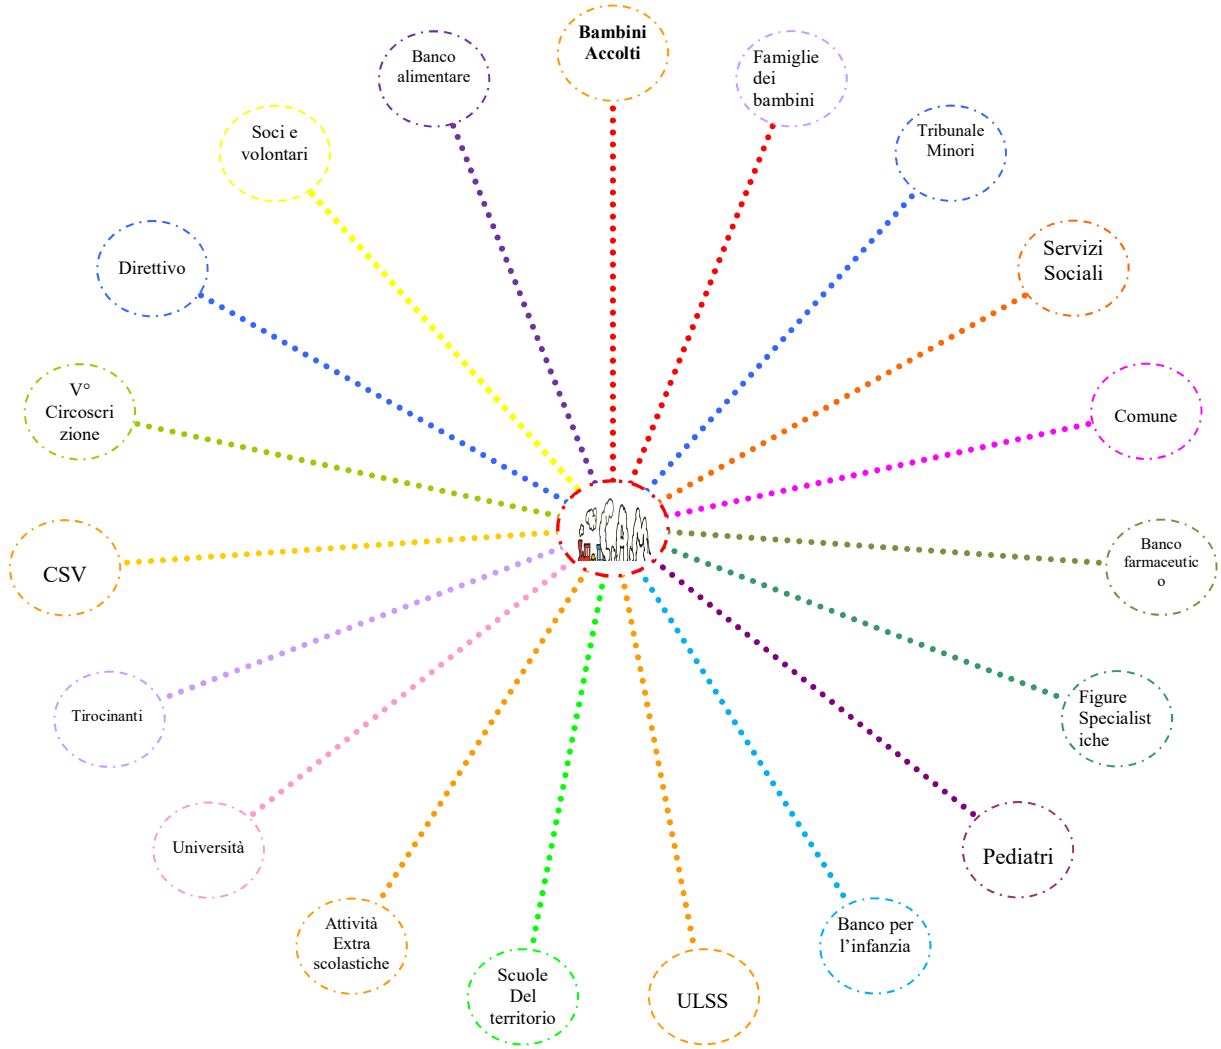 Bambini
Accolti
Famiglie
dei
bambini
Tribunale
Minori
Servizi
Sociali
Comune
Banco
farmaceutic
o
Figure
Specialist
iche
Pediatri
Banco per
l’infanzia
ULSS
Scuole
Del
territorio
Attività
Extra
scolastiche
Università
Tirocinanti
CSV
V°
Circoscri
zione
Direttivo
Soci e
volontari
Banco
alimentare